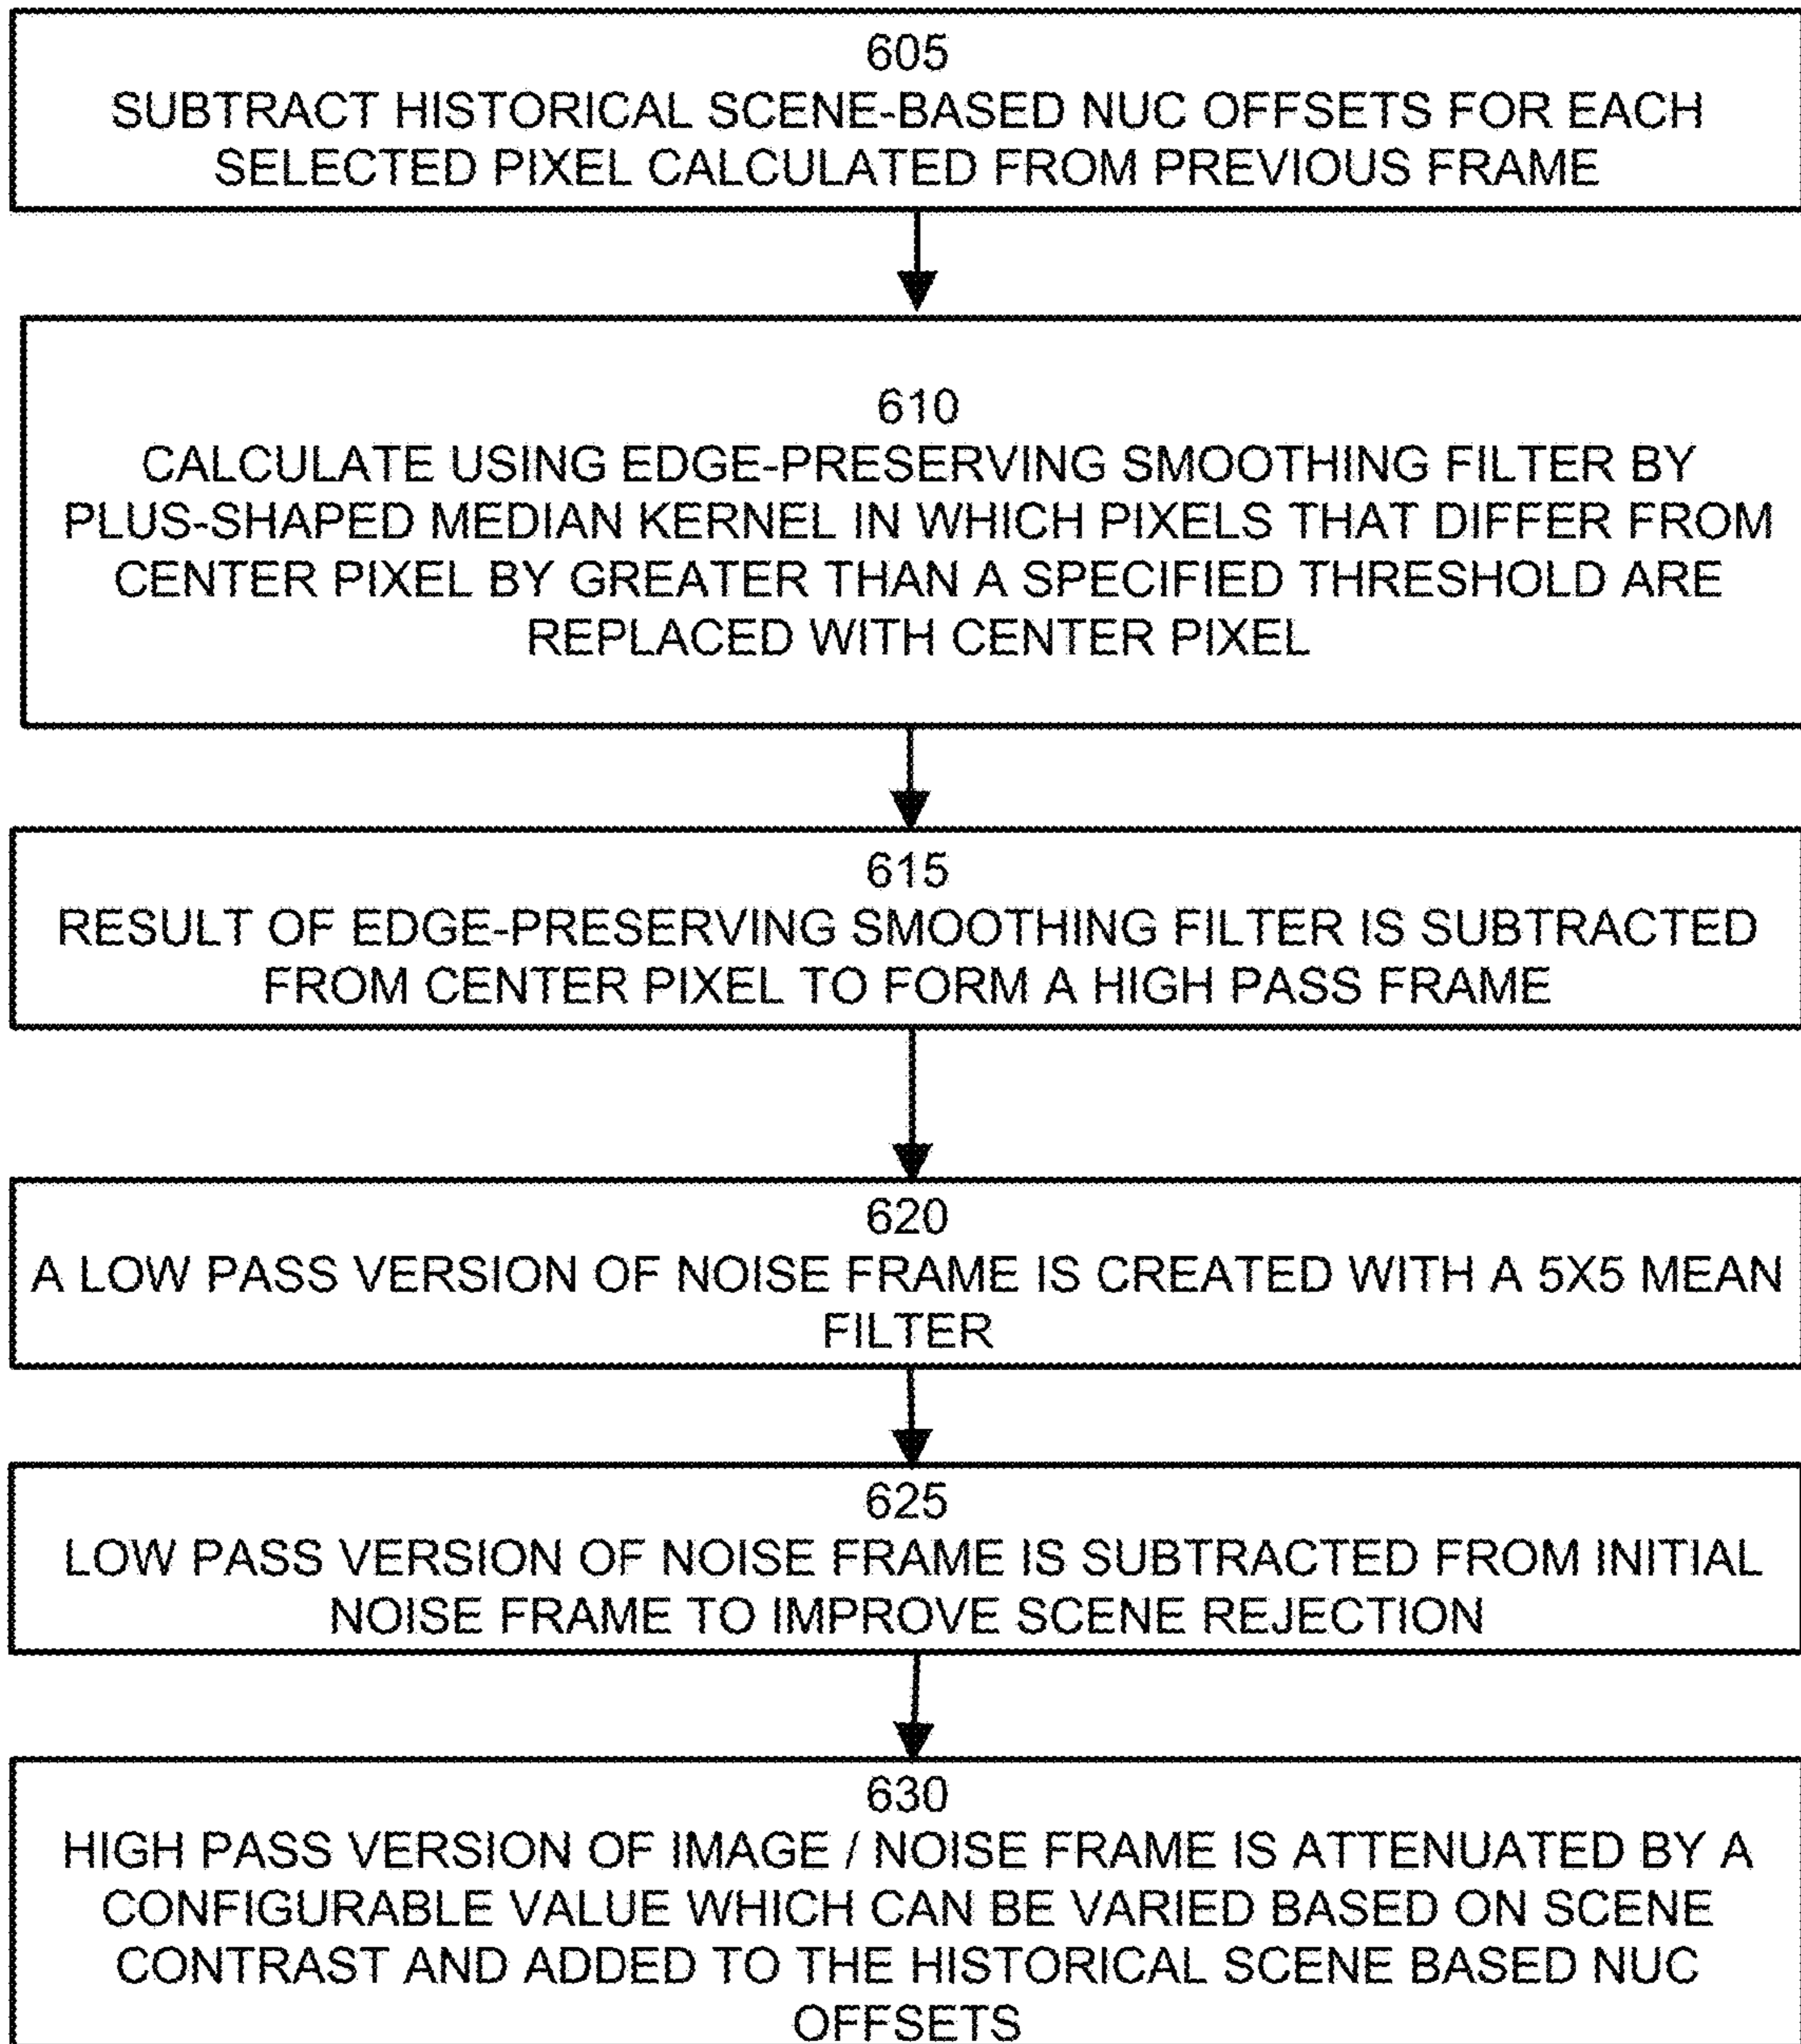 605
SUBTRACT HISTORICAL SCENE-BASED NUC OFFSETS FOR EACH
SELECTED PIXEL CALCULATED FROM PREVIOUS FRAME
610
CALCULATE USING EDGE-PRESERVING SMOOTHING FILTER BY
PLUS-SHAPED MEDIAN KERNEL IN WHICH PIXELS THAT DIFFER FROM
CENTER PIXEL BY GREATER THAN A SPECIFIED THRESHOLD ARE
REPLACED WITH CENTER PIXEL
615
RESULT OF EDGE-PRESERVING SMOOTHING FILTER IS SUBTRACTED
FROM CENTER PIXEL TO FORM A HIGH PASS FRAME
620
A LOW PASS VERSION OF NOISE FRAME IS CREATED WITH A 5X5 MEAN
FILTER
625
LOW PASS VERSION OF NOISE FRAME IS SUBTRACTED FROM INITIAL
NOISE FRAME TO IMPROVE SCENE REJECTION
630
HIGH PASS VERSION OF IMAGE / NOISE FRAME IS ATTENUATED BY A
CONFIGURABLE VALUE WHICH CAN BE VARIED BASED ON SCENE
CONTRAST AND ADDED TO THE HISTORICAL SCENE BASED NUC
OFFSETS